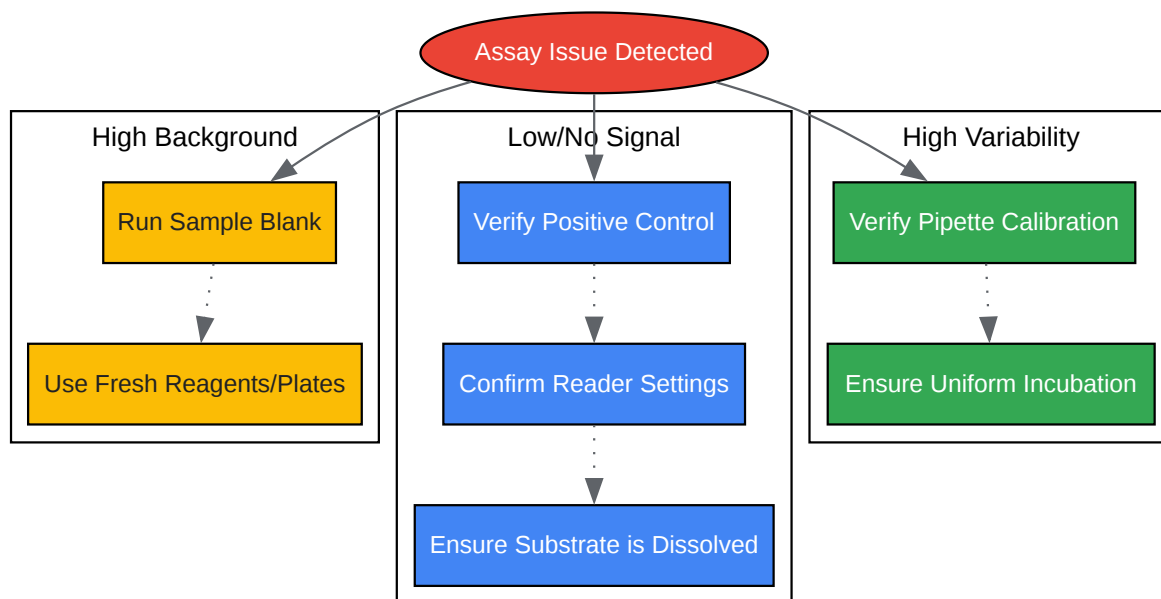 Assay Issue Detected
High Background
Low/No Signal
High Variability
Run Sample Blank
Verify Positive Control
Verify Pipette Calibration
Use Fresh Reagents/Plates
Confirm Reader Settings
Ensure Uniform Incubation
Ensure Substrate is Dissolved